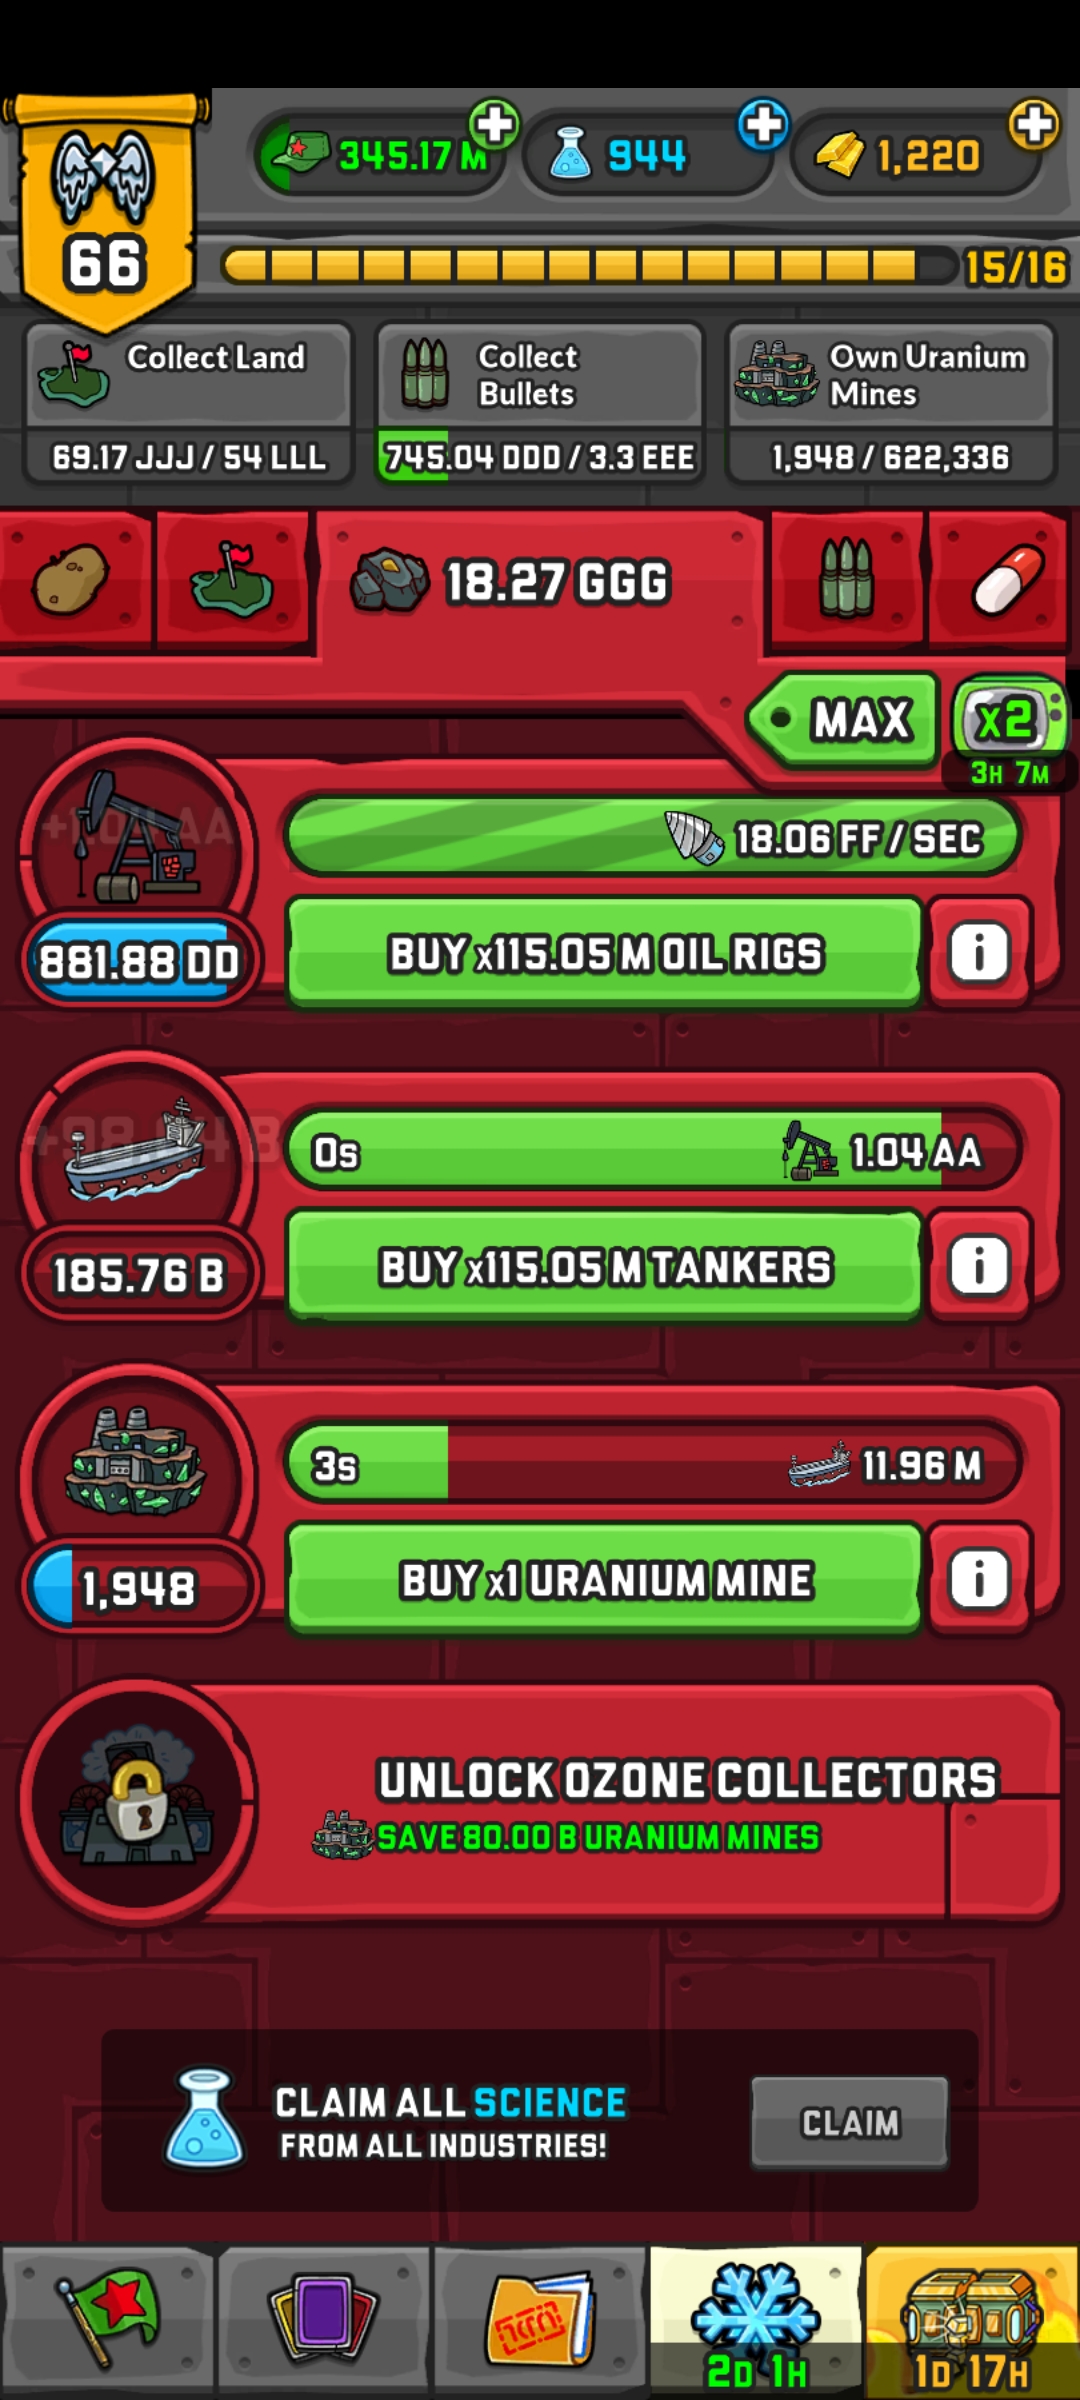 345.17 M
944
1,220
66
15/16
Collect Land
69.17 JJJ / 54 LLL
Collect
Bullets
745.04 DDD / 3.3 EEE
Own Uranium
Mines
1,948 / 622,336
18.27 GGG
MAX
x2
3H 7M
+1.04 AA
18.06 FF / SEC
881.88 DD
BUY x115.05 M OIL RIGS
i
0s
1.04 AA
185.76 B
BUY x115.05 M TANKERS
i
3s
11.96 M
1,948
BUY x1 URANIUM MINE
i
UNLOCK OZONE COLLECTORS
SAVE 80.00 B URANIUM MINES
CLAIM ALL SCIENCE
FROM ALL INDUSTRIES!
CLAIM
2D 1H
1D 17H